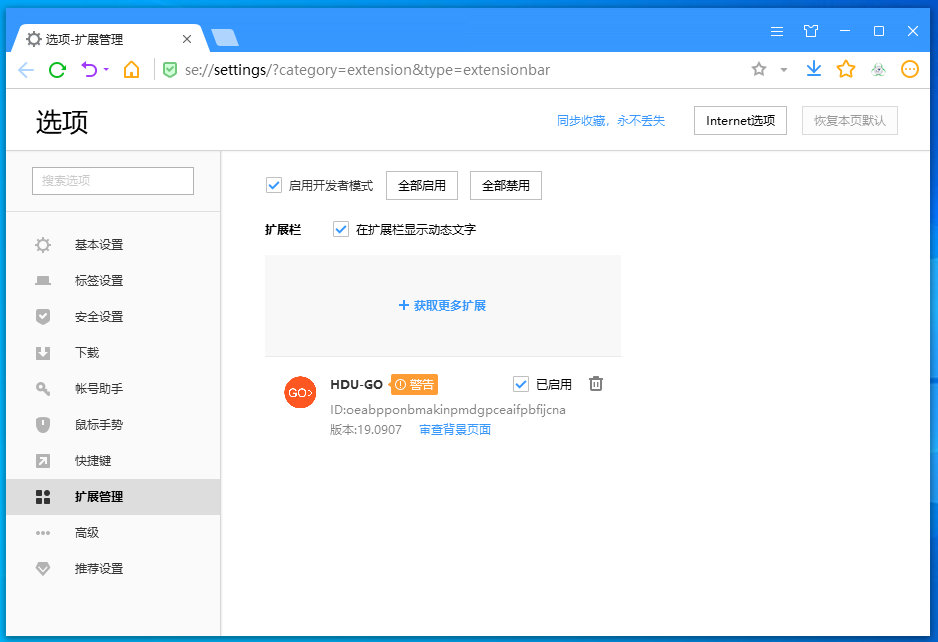 选项-扩展管理
se://settings/?category=extension&type=extensionbar
选项
同步收藏，永不丢失
Internet选项
恢复本页默认
搜索选项
基本设置
标签设置
安全设置
下载
帐号助手
鼠标手势
快捷键
扩展管理
高级
推荐设置
启用开发者模式
全部启用
全部禁用
扩展栏
在扩展栏显示动态文字
+ 获取更多扩展
GO
HDU-GO
警告
已启用
ID:oeabpponbmakinpmdgpceaifpbfijcna
版本:19.0907
审查背景页面